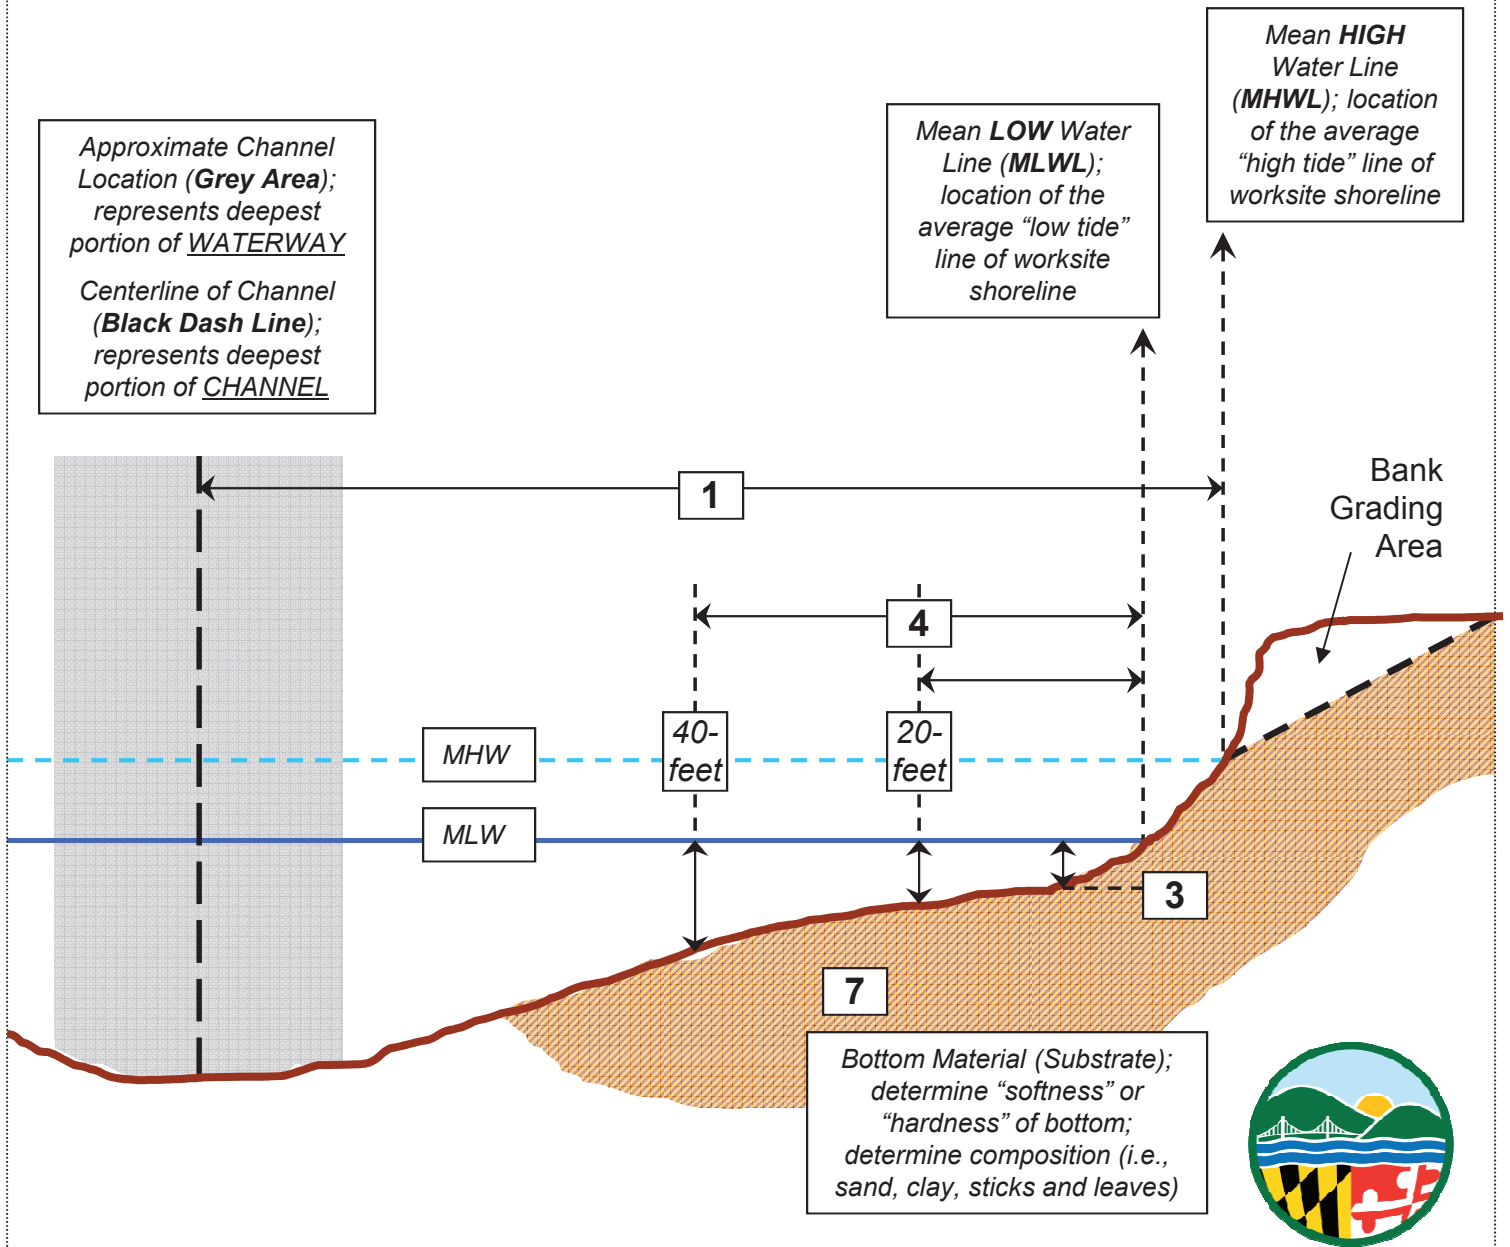 Mean HIGH
Water Line
(MHWL); location
of the average
“high tide” line of
worksite shoreline
Mean LOW Water
Line (MLWL);
location of the
average “low tide”
line of worksite
shoreline
Approximate Channel
Location (Grey Area);
represents deepest
portion of WATERWAY
Centerline of Channel
(Black Dash Line);
represents deepest
portion of CHANNEL
1
Bank
Grading
Area
4
40-
feet
20-
feet
MHW
MLW
3
7
Bottom Material (Substrate);
determine “softness” or
“hardness” of bottom;
determine composition (i.e.,
sand, clay, sticks and leaves)